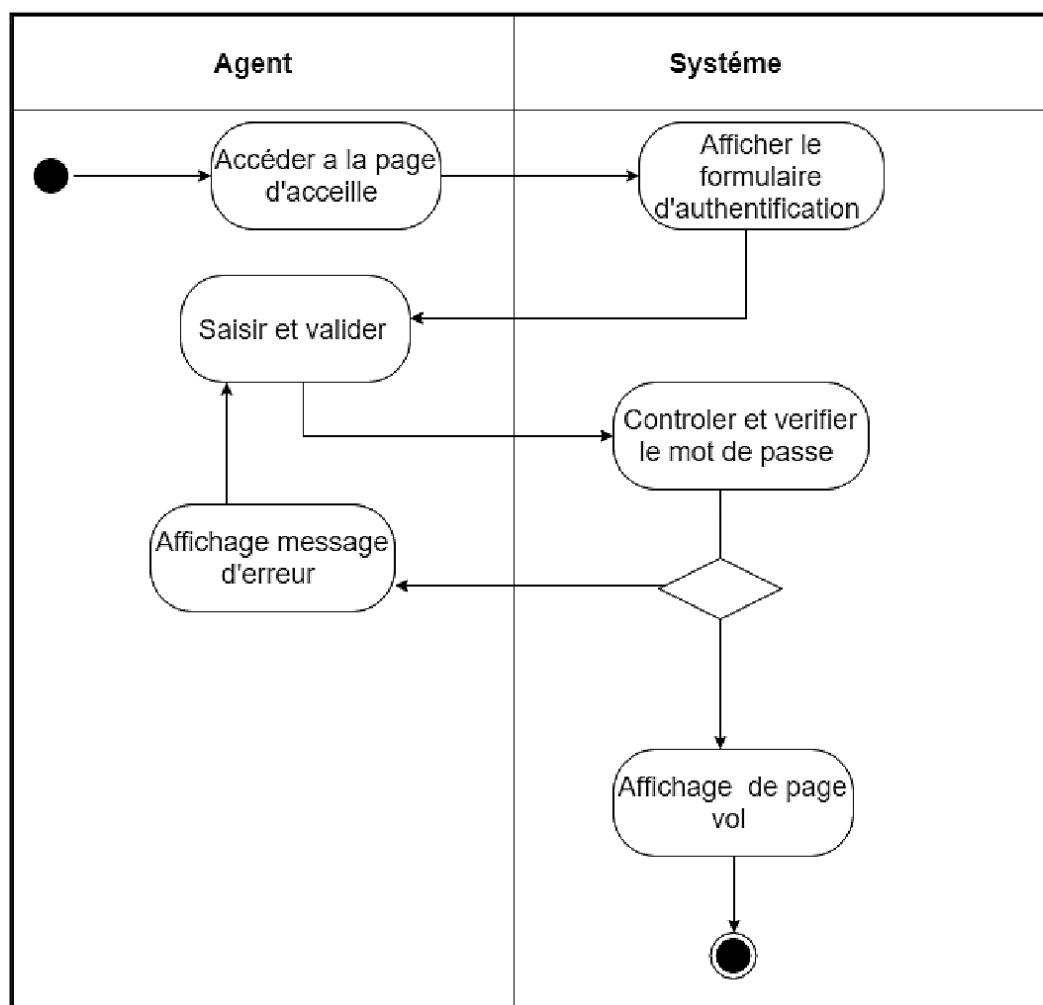 Agent
Systéme
Accéder a la page
d'acceille
Afficher le
formulaire
d'authentification
Saisir et valider
Controler et verifier
le mot de passe
Affichage message
d'erreur
Affichage de page
vol